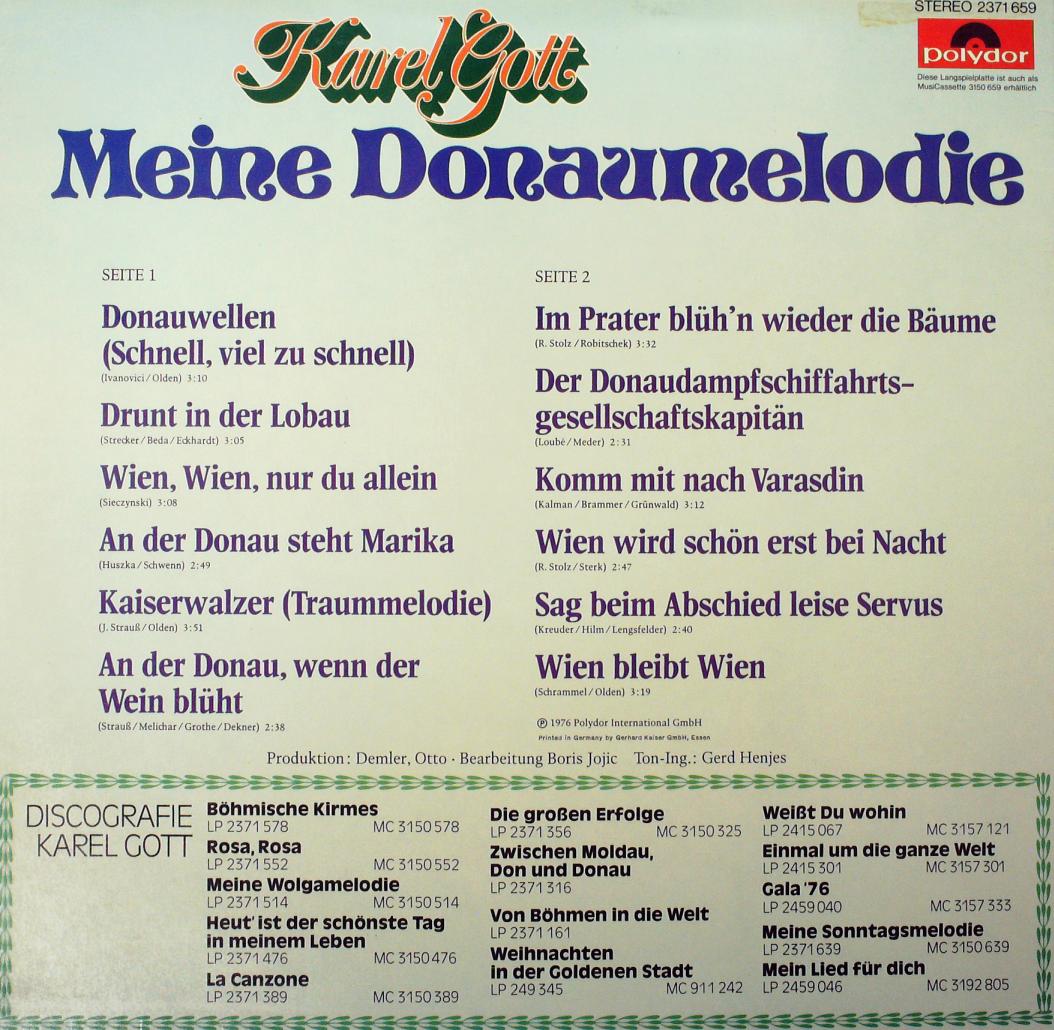 STEREO 2371 659
Karel Gott
polydor
Diese Langspielplatte ist auch als
MusiCassette 3150 659 erhältlich
Meine Donaumelodie
SEITE 1
Donauwellen
(Schnell, viel zu schnell)
(Ivanovici/Olden) 3:10
Drunt in der Lobau
(Strecker/Beda/Eckhardt) 3:05
Wien, Wien, nur du allein
(Sieczynski) 3:08
An der Donau steht Marika
(Huszka/Schwenn) 2:49
Kaiserwalzer (Traummelodie)
(J. Strauß/Olden) 3:51
An der Donau, wenn der
Wein blüht
(Strauß/Melichar/Grothe/Dekner) 2:38
SEITE 2
Im Prater blüh'n wieder die Bäume
(R. Stolz/Robitschek) 3:32
Der Donaudampfschiffahrts-
gesellschaftskapitän
(Loubé/Meder) 2:31
Komm mit nach Varasdin
(Kalman/Brammer/Grünwald) 3:12
Wien wird schön erst bei Nacht
(R. Stolz/Sterk) 2:47
Sag beim Abschied leise Servus
(Kreuder/Hilm/Lengsfelder) 2:40
Wien bleibt Wien
(Schrammel/Olden) 3:19
℗ 1976 Polydor International GmbH
Printed in Germany by Gerhard Kaiser GmbH, Essen
Produktion: Demler, Otto · Bearbeitung Boris Jojic Ton-Ing.: Gerd Henjes
DISCOGRAFIE
KAREL GOTT
Böhmische Kirmes
LP 2371 578 MC 3150 578
Rosa, Rosa
LP 2371 552 MC 3150 552
Meine Wolgamelodie
LP 2371 514 MC 3150 514
Heut' ist der schönste Tag
in meinem Leben
LP 2371 476 MC 3150 476
La Canzone
LP 2371 389 MC 3150 389
Die großen Erfolge
LP 2371 356 MC 3150 325
Zwischen Moldau,
Don und Donau
LP 2371 316
Von Böhmen in die Welt
LP 2371 161
Weihnachten
in der Goldenen Stadt
LP 249 345 MC 911 242
Weißt Du wohin
LP 2415 067 MC 3157 121
Einmal um die ganze Welt
LP 2415 301 MC 3157 301
Gala '76
LP 2459 040 MC 3157 333
Meine Sonntagsmelodie
LP 2371 639 MC 3150 639
Mein Lied für dich
LP 2459 046 MC 3192 805